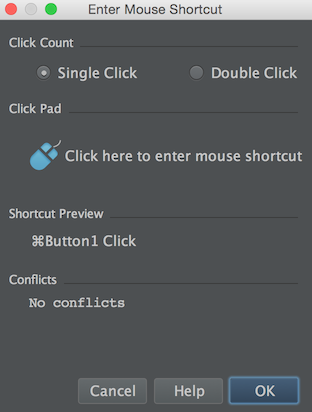 Enter Mouse Shortcut
Click Count
Single Click Double Click
Click Pad
Click here to enter mouse shortcut
Shortcut Preview
⌘Button1 Click
Conflicts
No conflicts
Cancel Help OK